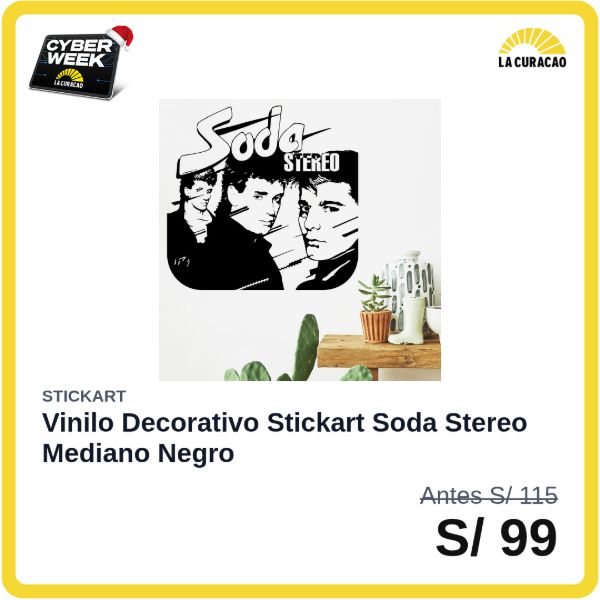 CYBER
WEEK
LA CURACAO
LA CURACAO
Soda
STEREO
STICKART
Vinilo Decorativo Stickart Soda Stereo
Mediano Negro
Antes S/ 115
S/ 99